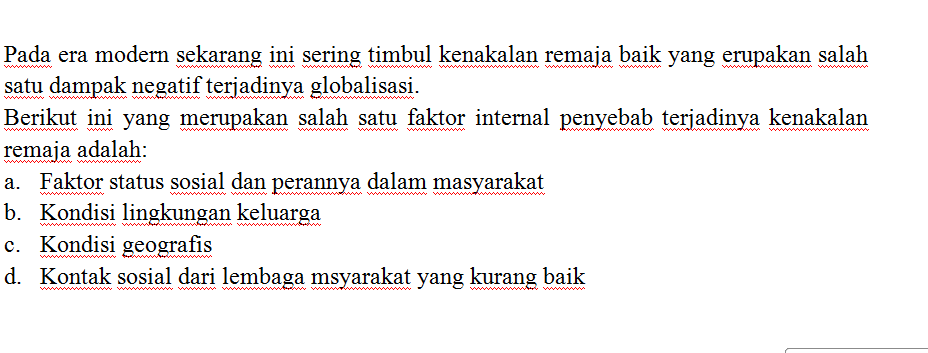 Pada era modern sekarang ini sering timbul kenakalan remaja baik yang erupakan salah
satu dampak negatif terjadinya globalisasi.
Berikut ini yang merupakan salah satu faktor internal penyebab terjadinya kenakalan
remaja adalah:
a. Faktor status sosial dan perannya dalam masyarakat
b. Kondisi lingkungan keluarga
c. Kondisi geografis
d. Kontak sosial dari lembaga msyarakat yang kurang baik